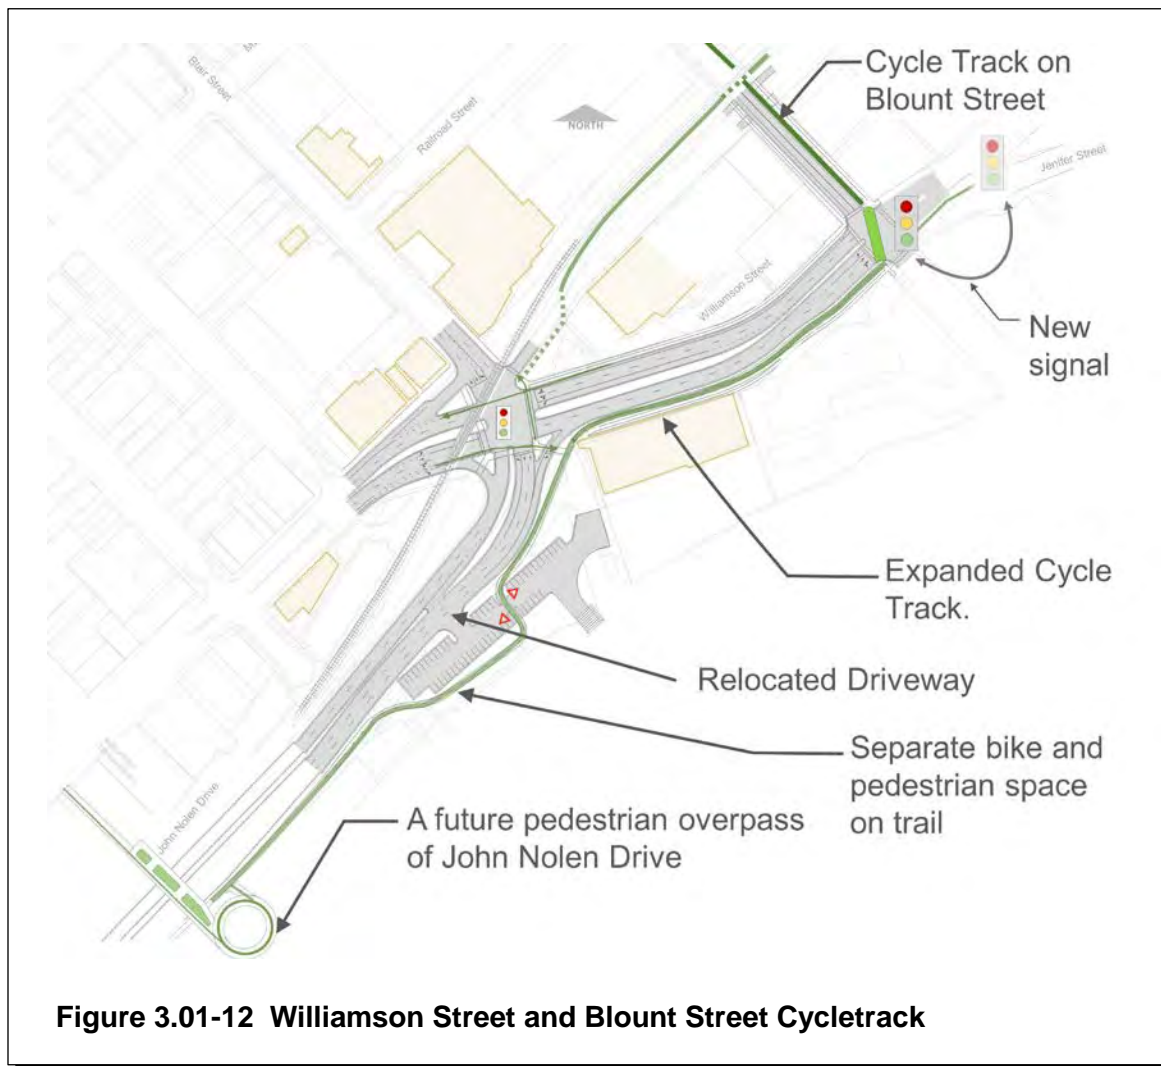 Cycle Track on
Blount Street
Blair Street
Railroad Street
NORTH
Jenifer Street
Williamson Street
New
signal
Expanded Cycle
Track.
Relocated Driveway
Separate bike and
pedestrian space
on trail
John Nolen Drive
A future pedestrian overpass
of John Nolen Drive
Figure 3.01-12 Williamson Street and Blount Street Cycletrack